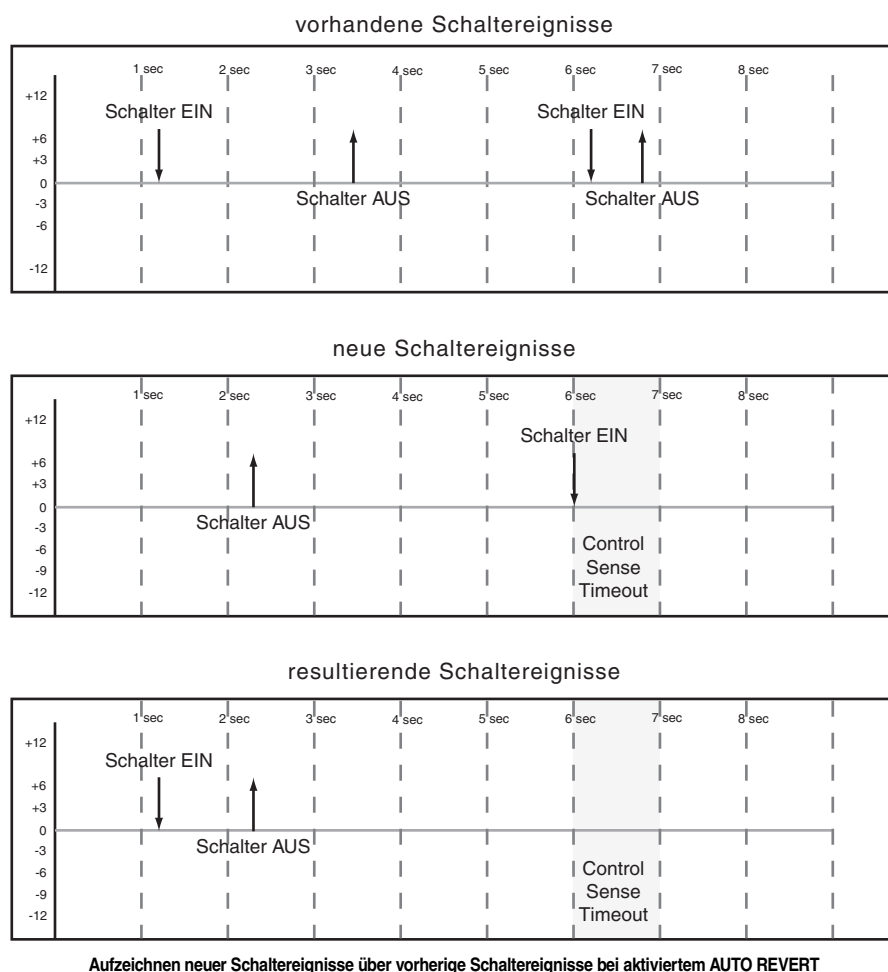 vorhandene Schaltereignisse
1 sec 2 sec 3 sec 4 sec 5 sec 6 sec 7 sec 8 sec
+12
Schalter EIN Schalter EIN
+6
+3
0
-3
Schalter AUS Schalter AUS
-6
-12
neue Schaltereignisse
1 sec 2 sec 3 sec 4 sec 5 sec 6 sec 7 sec 8 sec
+12
Schalter EIN
+6
+3
0
-3
Schalter AUS
-6
-9
-12
Control
Sense
Timeout
resultierende Schaltereignisse
1 sec 2 sec 3 sec 4 sec 5 sec 6 sec 7 sec 8 sec
+12
Schalter EIN
+6
+3
0
-3
Schalter AUS
-6
-9
-12
Control
Sense
Timeout
Aufzeichnen neuer Schaltereignisse über vorherige Schaltereignisse bei aktiviertem AUTO REVERT